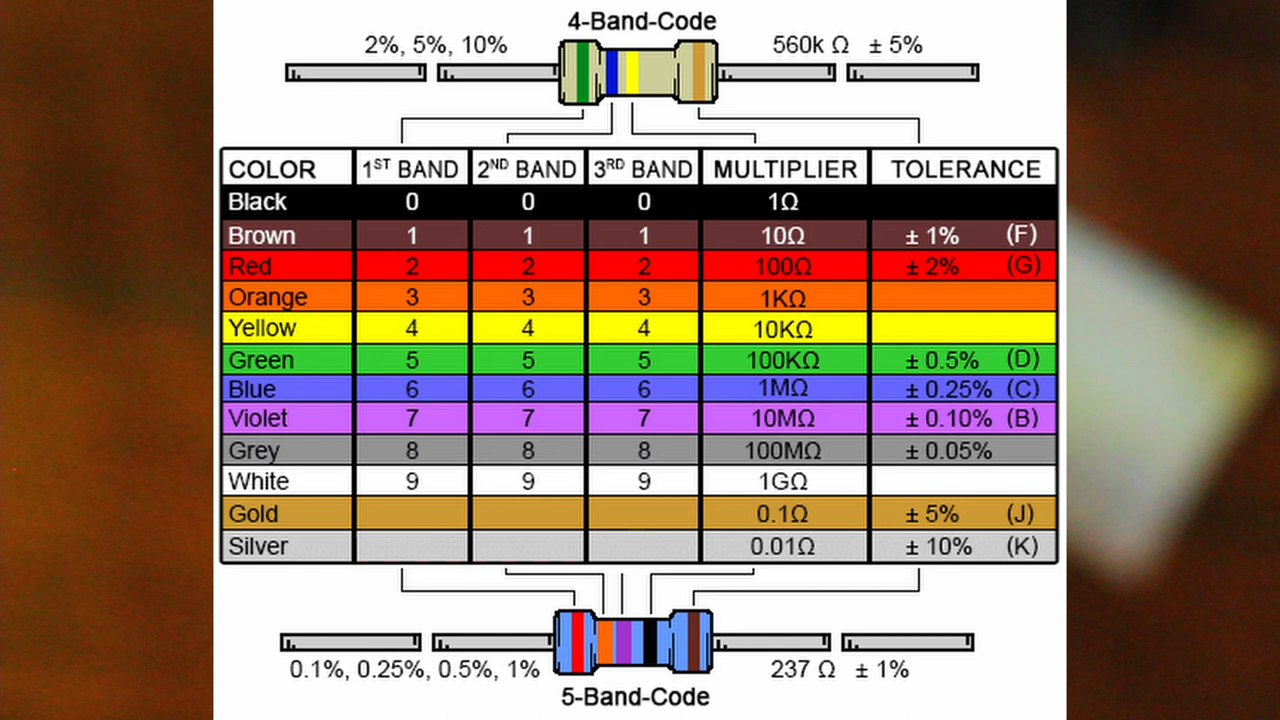 4-Band-Code
2%, 5%, 10% 560k Ω ± 5%
COLOR 1ST BAND 2ND BAND 3RD BAND MULTIPLIER TOLERANCE
Black 0 0 0 1Ω
Brown 1 1 1 10Ω ± 1% (F)
Red 2 2 2 100Ω ± 2% (G)
Orange 3 3 3 1KΩ
Yellow 4 4 4 10KΩ
Green 5 5 5 100KΩ ± 0.5% (D)
Blue 6 6 6 1MΩ ± 0.25% (C)
Violet 7 7 7 10MΩ ± 0.10% (B)
Grey 8 8 8 100MΩ ± 0.05%
White 9 9 9 1GΩ
Gold 0.1Ω ± 5% (J)
Silver 0.01Ω ± 10% (K)
0.1%, 0.25%, 0.5%, 1% 237 Ω ± 1%
5-Band-Code